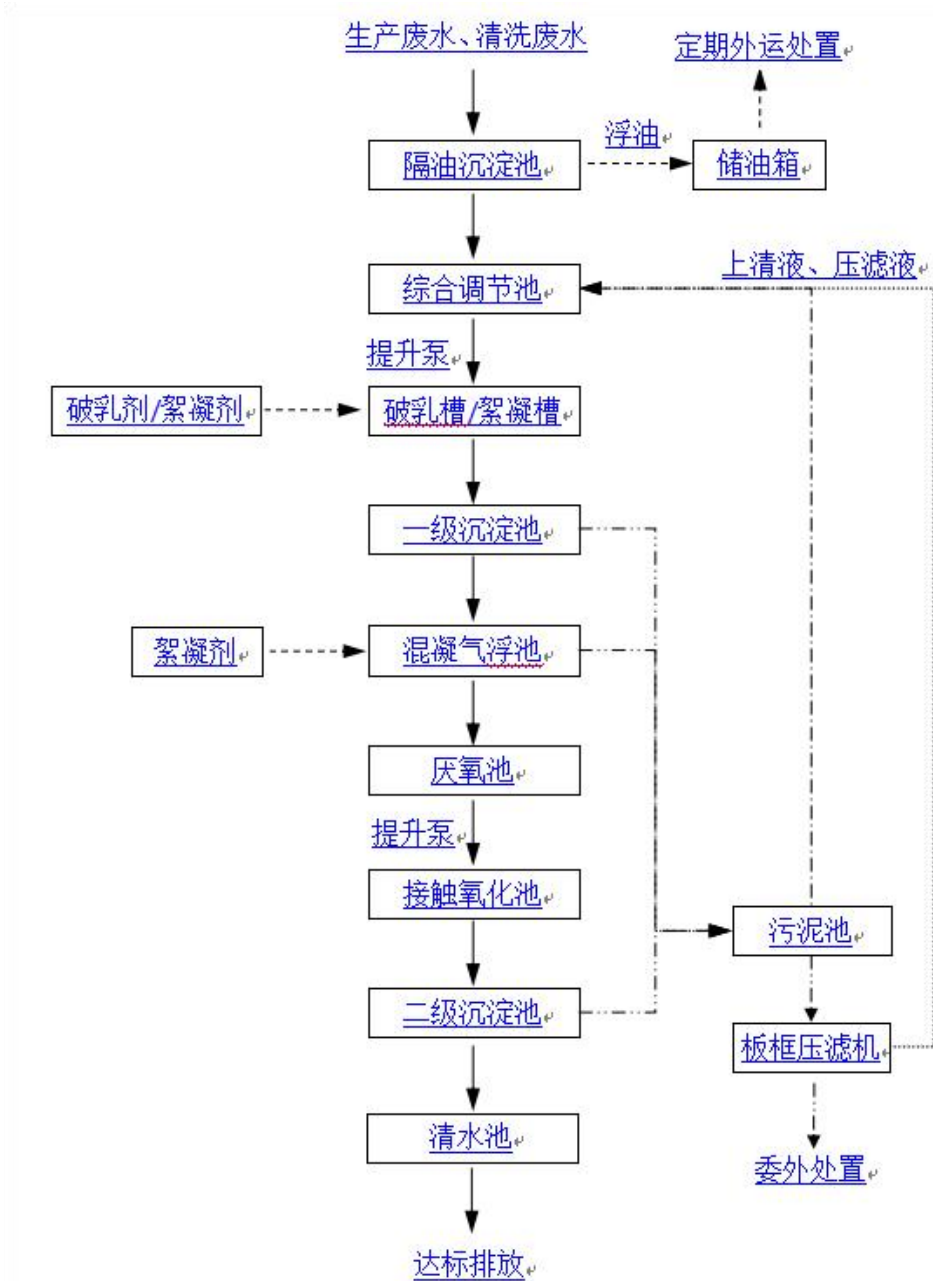 生产废水、清洗废水
定期外运处置
浮油
隔油沉淀池
储油箱
上清液、压滤液
综合调节池
提升泵
破乳剂/絮凝剂
破乳槽/絮凝槽
一级沉淀池
絮凝剂
混凝气浮池
厌氧池
提升泵
接触氧化池
污泥池
二级沉淀池
板框压滤机
清水池
委外处置
达标排放